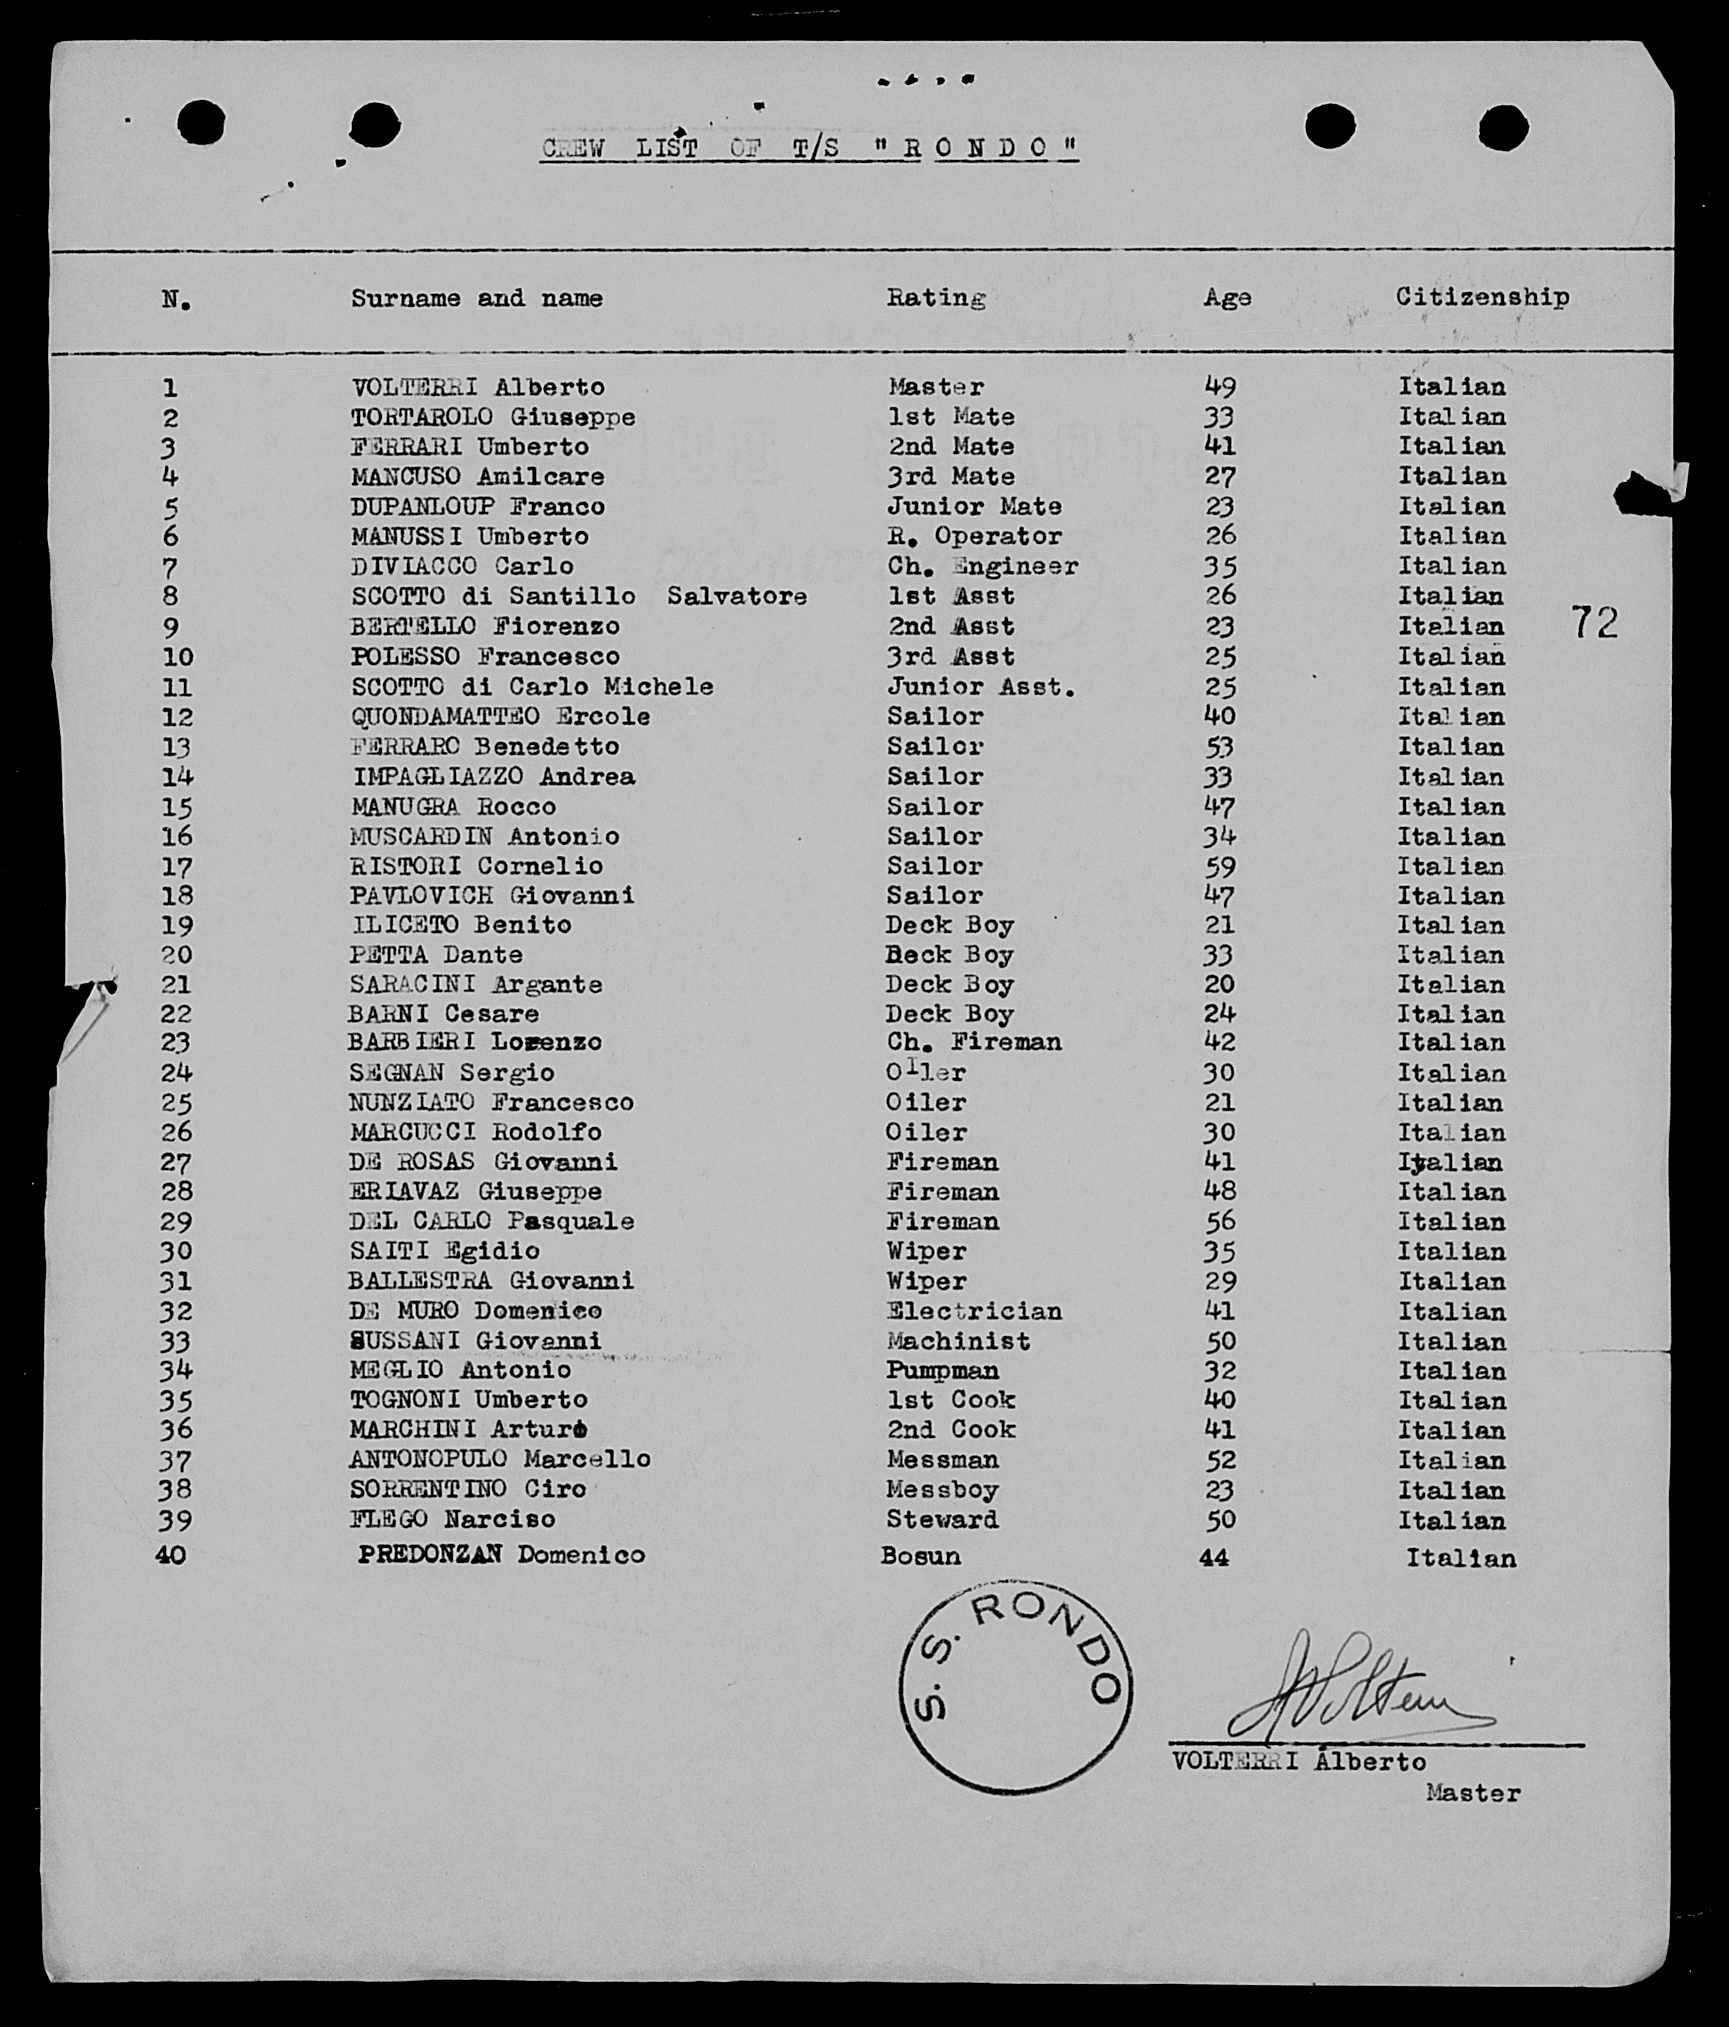 CREW LIST OF T/S "RONDO"
N. Surname and name Rating Age Citizenship
1 VOLTERRI Alberto Master 49 Italian
2 TORTAROLO Giuseppe 1st Mate 33 Italian
3 FERRARI Umberto 2nd Mate 41 Italian
4 MANCUSO Amilcare 3rd Mate 27 Italian
5 DUPANLOUP Franco Junior Mate 23 Italian
6 MANUSSI Umberto R. Operator 26 Italian
7 DIVIACCO Carlo Ch. Engineer 35 Italian
8 SCOTTO di Santillo Salvatore 1st Asst 26 Italian
9 BERTELLO Fiorenzo 2nd Asst 23 Italian 72
10 POLESSO Francesco 3rd Asst 25 Italian
11 SCOTTO di Carlo Michele Junior Asst. 25 Italian
12 QUONDAMATTEO Ercole Sailor 40 Italian
13 FERRARO Benedetto Sailor 53 Italian
14 IMPAGLIAZZO Andrea Sailor 33 Italian
15 MANUGRA Rocco Sailor 47 Italian
16 MUSCARDIN Antonio Sailor 34 Italian
17 RISTORI Cornelio Sailor 59 Italian
18 PAVLOVICH Giovanni Sailor 47 Italian
19 ILICETO Benito Deck Boy 21 Italian
20 PETTA Dante Deck Boy 33 Italian
21 SARACINI Argante Deck Boy 20 Italian
22 BARNI Cesare Deck Boy 24 Italian
23 BARBIERI Lorenzo Ch. Fireman 42 Italian
24 SEGNAN Sergio Oiler 30 Italian
25 NUNZIATO Francesco Oiler 21 Italian
26 MARCUCCI Rodolfo Oiler 30 Italian
27 DE ROSAS Giovanni Fireman 41 Italian
28 ERIAVAZ Giuseppe Fireman 48 Italian
29 DEL CARLO Pasquale Fireman 56 Italian
30 SAITI Egidio Wiper 35 Italian
31 BALLESTRA Giovanni Wiper 29 Italian
32 DE MURO Domenico Electrician 41 Italian
33 SUSSANI Giovanni Machinist 50 Italian
34 MEGLIO Antonio Pumpman 32 Italian
35 TOGNONI Umberto 1st Cook 40 Italian
36 MARCHINI Arturo 2nd Cook 41 Italian
37 ANTONOPULO Marcello Messman 52 Italian
38 SORRENTINO Ciro Messboy 23 Italian
39 FLEGO Narciso Steward 50 Italian
40 PREDONZAN Domenico Bosun 44 Italian
S.S. RONDO
AVolterri
VOLTERRI Alberto
Master